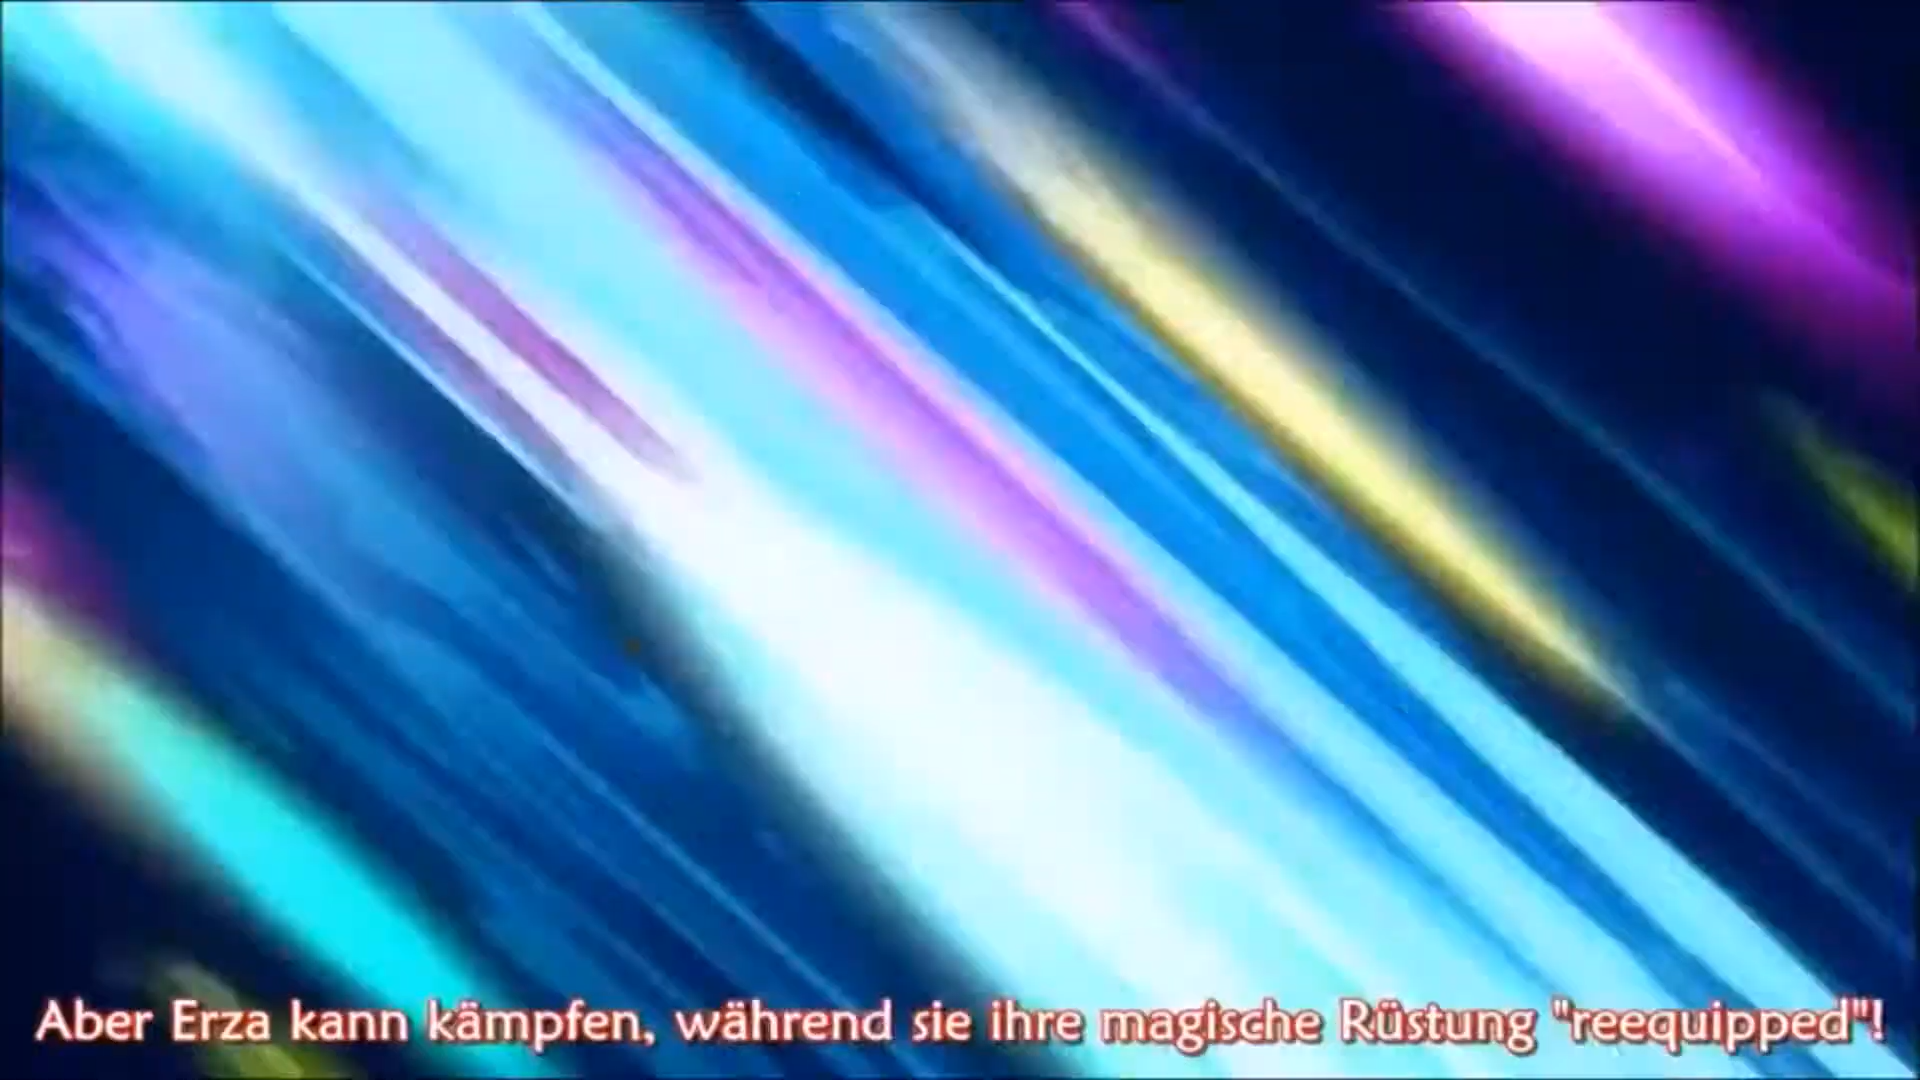 Aber Erza kann kämpfen, während sie ihre magische Rüstung "reequipped"!